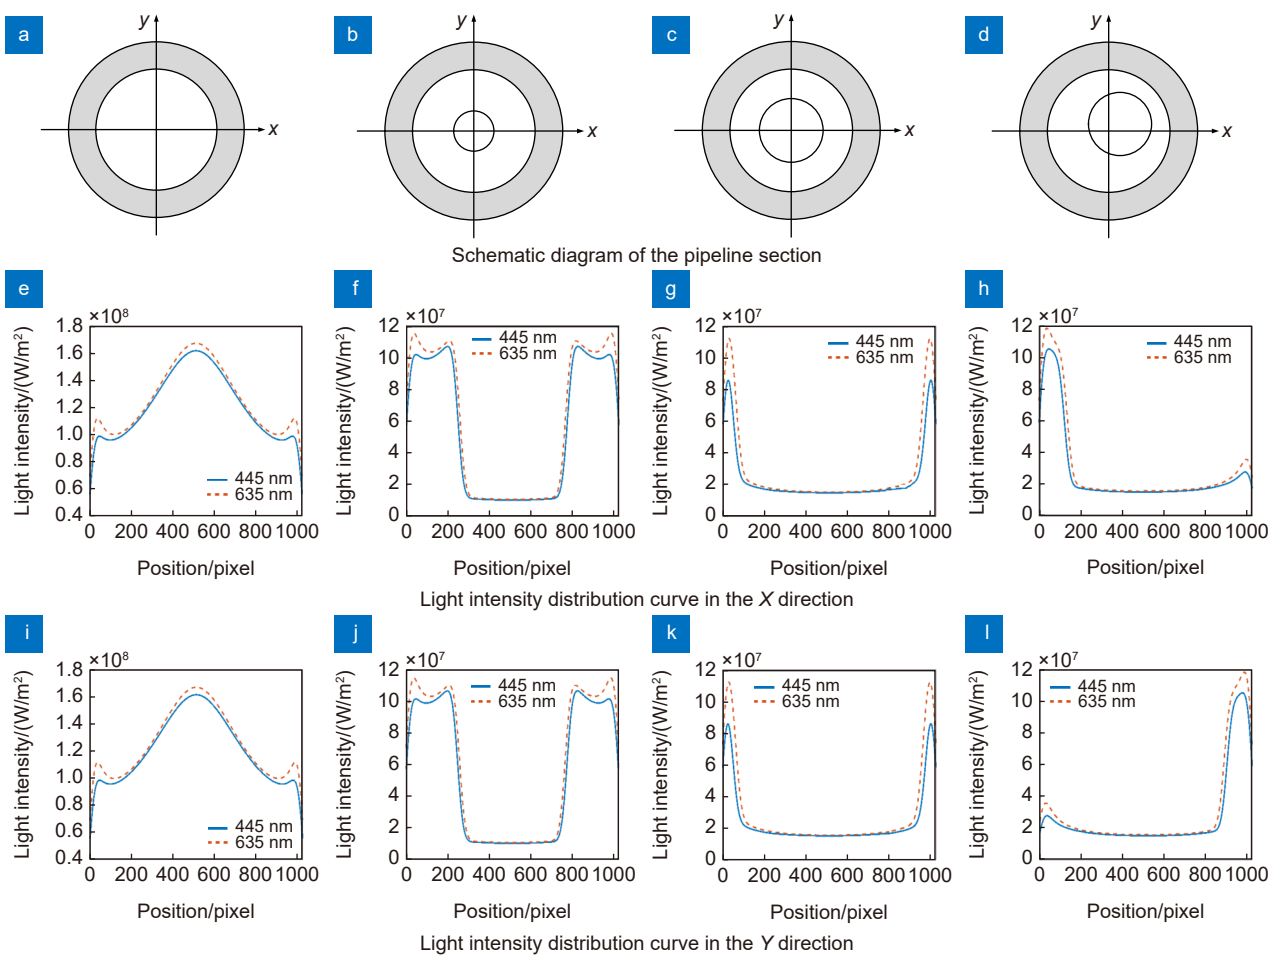 a b c d
y y y y
x x x x
Schematic diagram of the pipeline section
e f g h
×10⁸ ×10⁷ ×10⁷ ×10⁷
Light intensity/(W/m²) Light intensity/(W/m²) Light intensity/(W/m²) Light intensity/(W/m²)
1.8 1.6 1.4 1.2 1.0 0.8 0.6 0.4
445 nm
635 nm
0 200 400 600 800 1000
Position/pixel
12 10 8 6 4 2 0
445 nm
635 nm
0 200 400 600 800 1000
Position/pixel
12 10 8 6 4 2 0
445 nm
635 nm
0 200 400 600 800 1000
Position/pixel
12 10 8 6 4 2 0
445 nm
635 nm
0 200 400 600 800 1000
Position/pixel
Light intensity distribution curve in the X direction
i j k l
×10⁸ ×10⁷ ×10⁷ ×10⁷
Light intensity/(W/m²) Light intensity/(W/m²) Light intensity/(W/m²) Light intensity/(W/m²)
1.8 1.6 1.4 1.2 1.0 0.8 0.6 0.4
445 nm
635 nm
0 200 400 600 800 1000
Position/pixel
12 10 8 6 4 2 0
445 nm
635 nm
0 200 400 600 800 1000
Position/pixel
12 10 8 6 4 2 0
445 nm
635 nm
0 200 400 600 800 1000
Position/pixel
12 10 8 6 4 2 0
445 nm
635 nm
0 200 400 600 800 1000
Position/pixel
Light intensity distribution curve in the Y direction